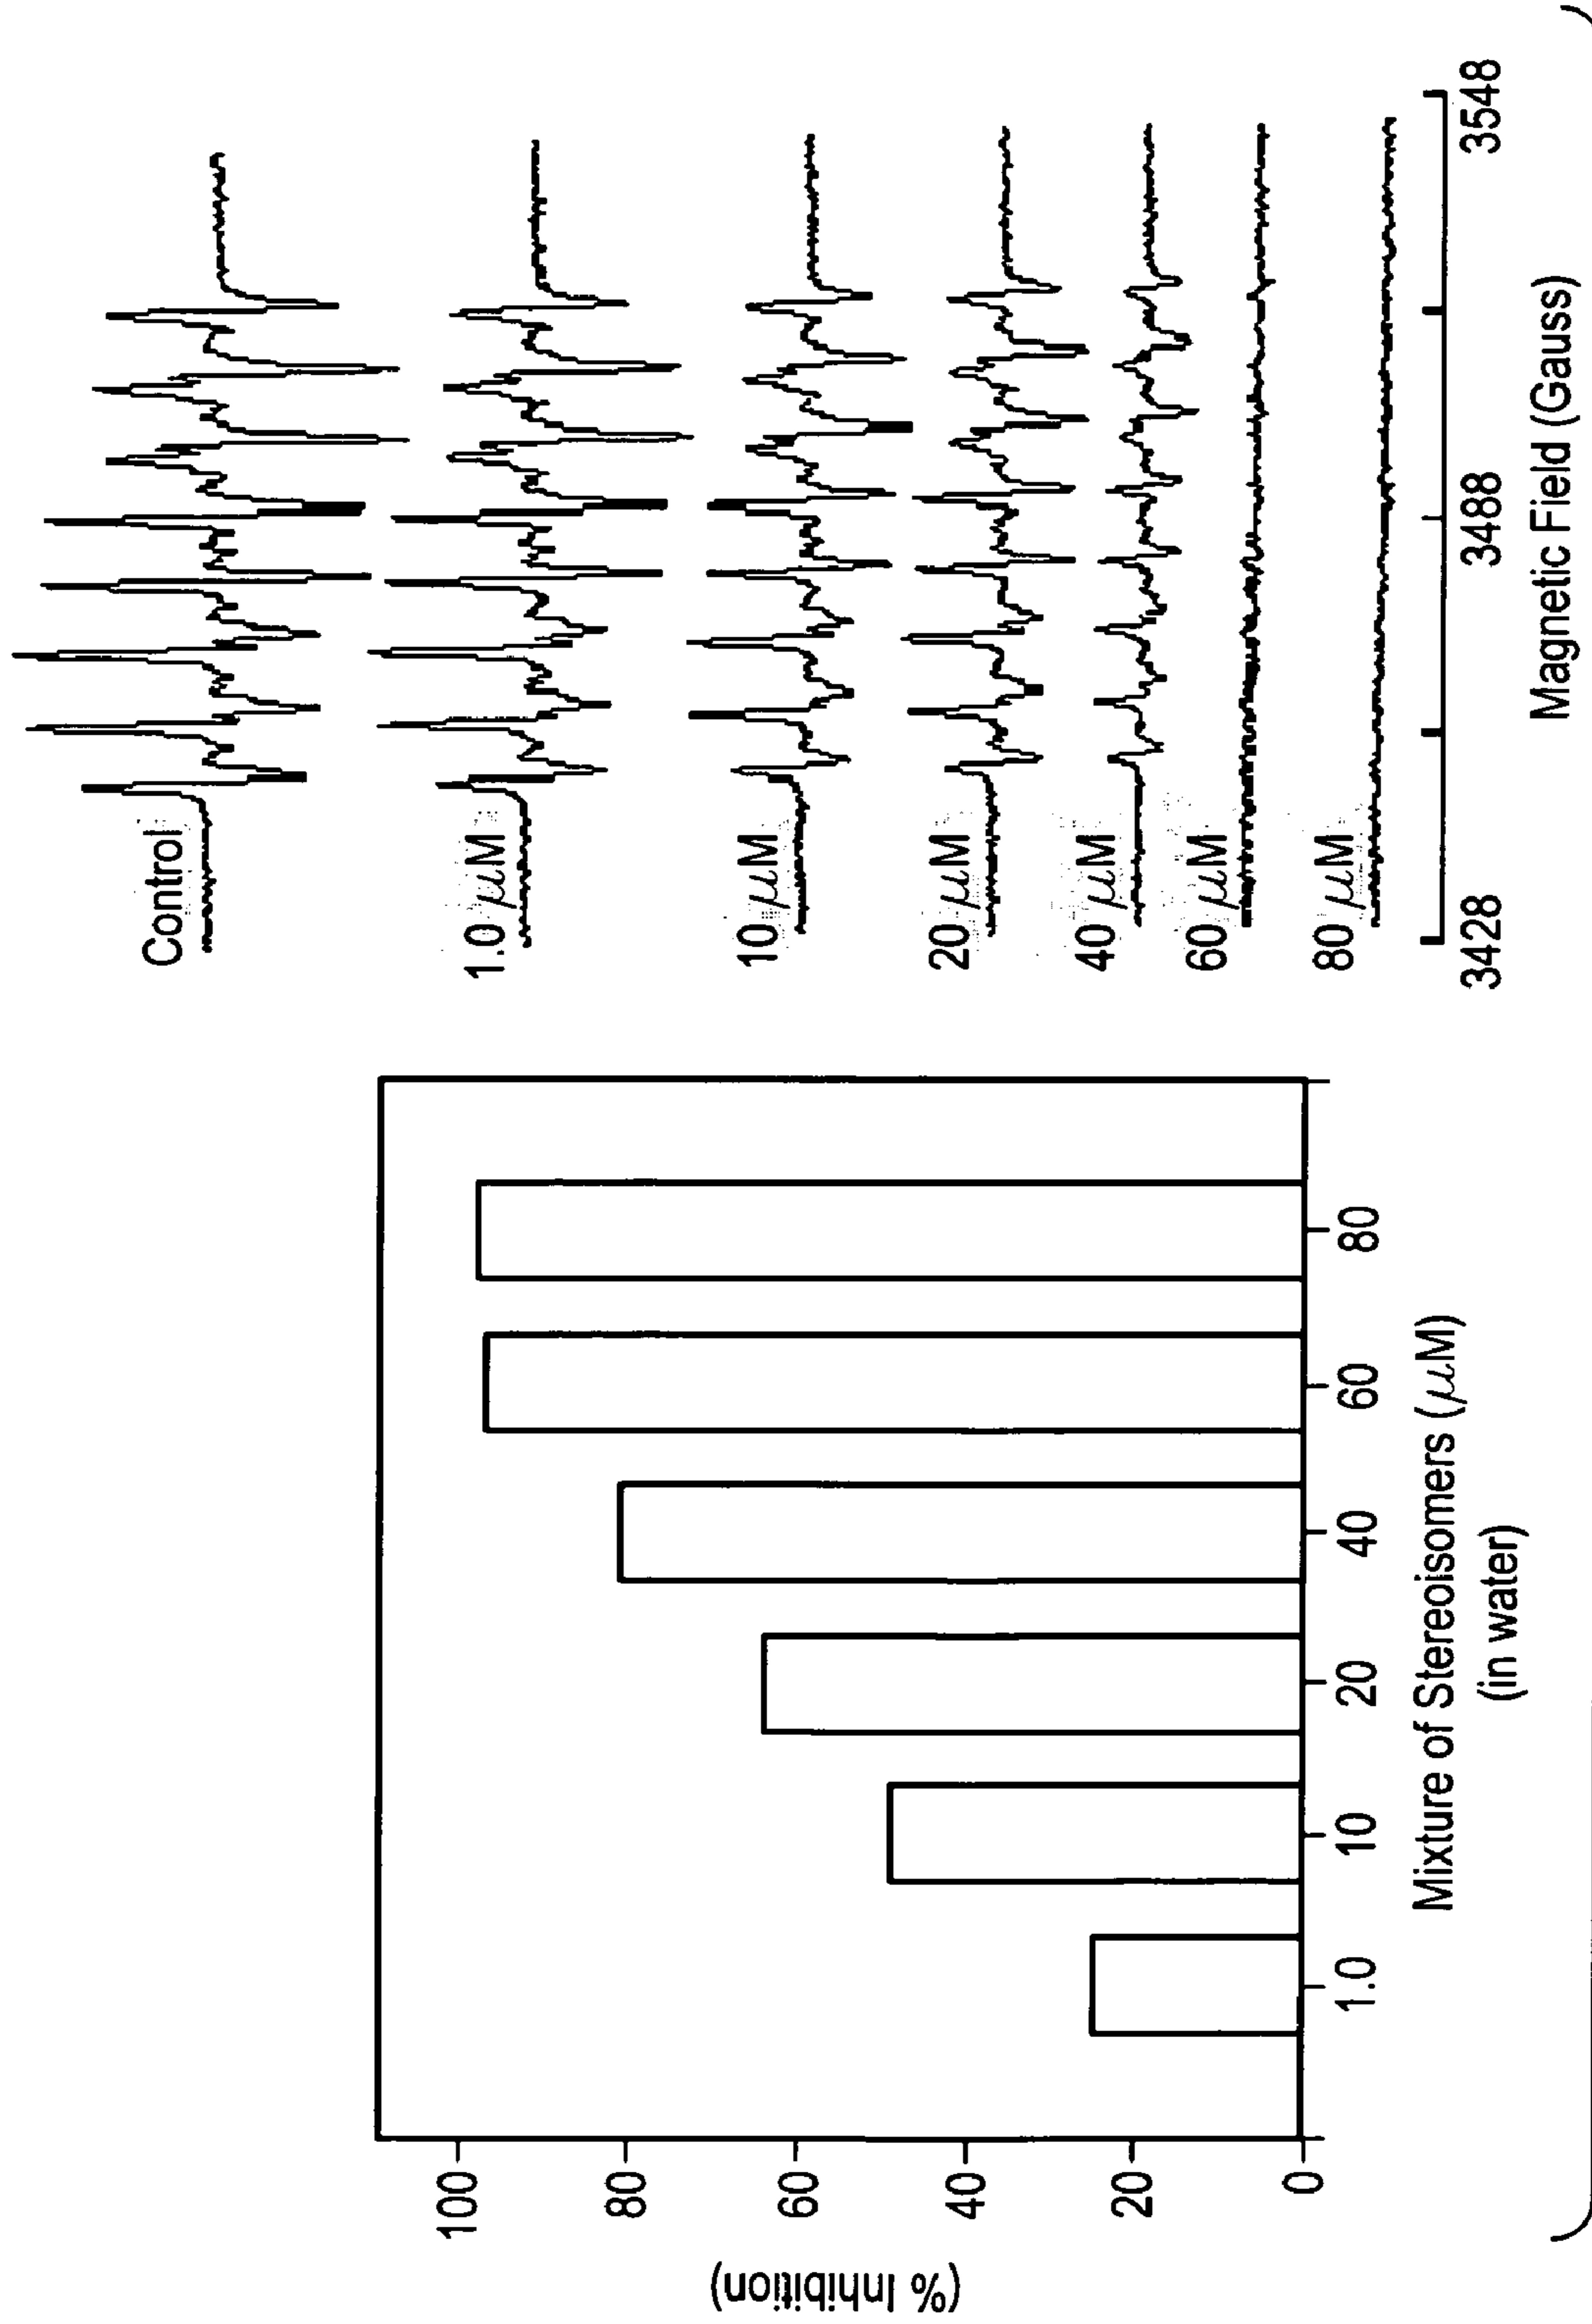 (% Inhibition)
100
80
60
40
20
0
1.0
10
20
40
60
80
Mixture of Stereoisomers (μM)
(in water)
Control
1.0 μM
10 μM
20 μM
40 μM
60 μM
80 μM
3428
3488
3548
Magnetic Field (Gauss)